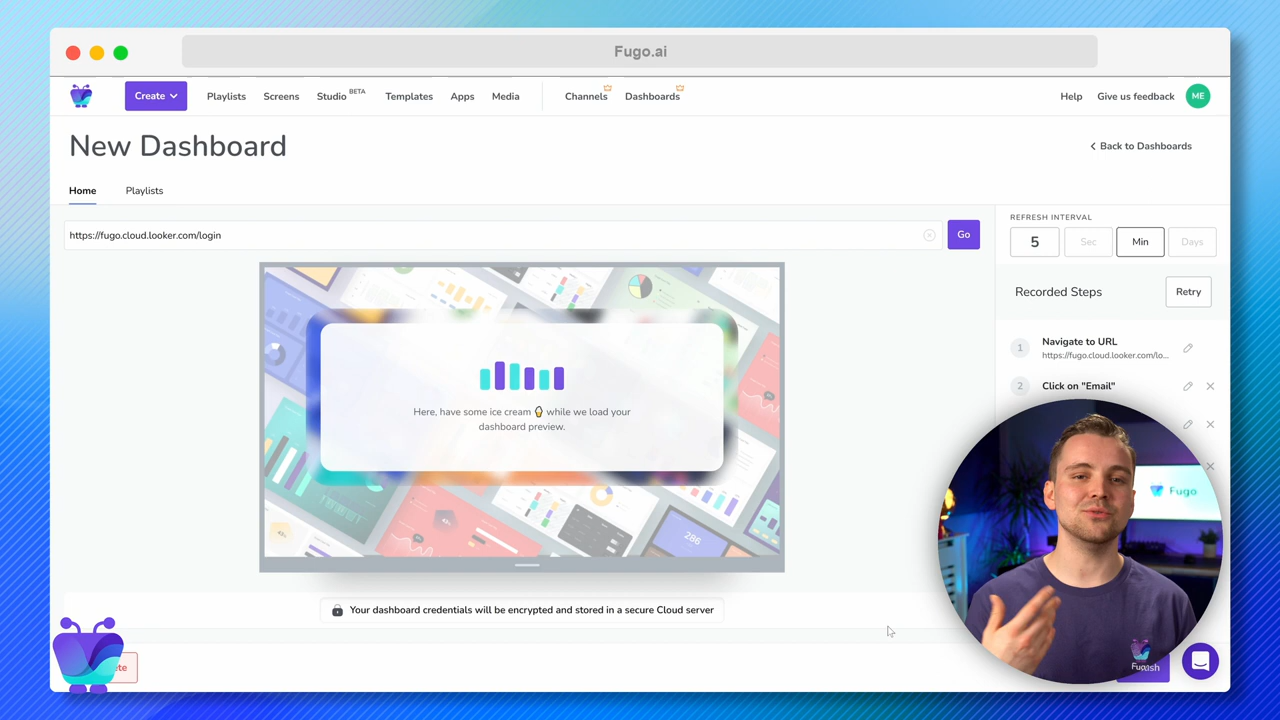 Fugo.ai
Create
Playlists
Screens
Studio BETA
Templates
Apps
Media
Channels
Dashboards
Help
Give us feedback
ME
New Dashboard
Back to Dashboards
Home
Playlists
https://fugo.cloud.looker.com/login
Go
REFRESH INTERVAL
5
Sec
Min
Days
Recorded Steps
Retry
1
Navigate to URL
https://fugo.cloud.looker.com/lo...
2
Click on "Email"
Here, have some ice cream 🍦 while we load your
dashboard preview.
286
Fugo
Your dashboard credentials will be encrypted and stored in a secure Cloud server
Fugo